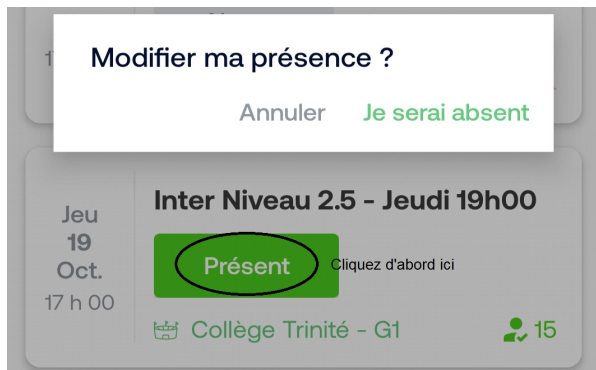 Modifier ma présence ?
Annuler Je serai absent
Inter Niveau 2.5 - Jeudi 19h00
Jeu
19
Oct.
17 h 00
Présent
Cliquez d'abord ici
Collège Trinité - G1
15